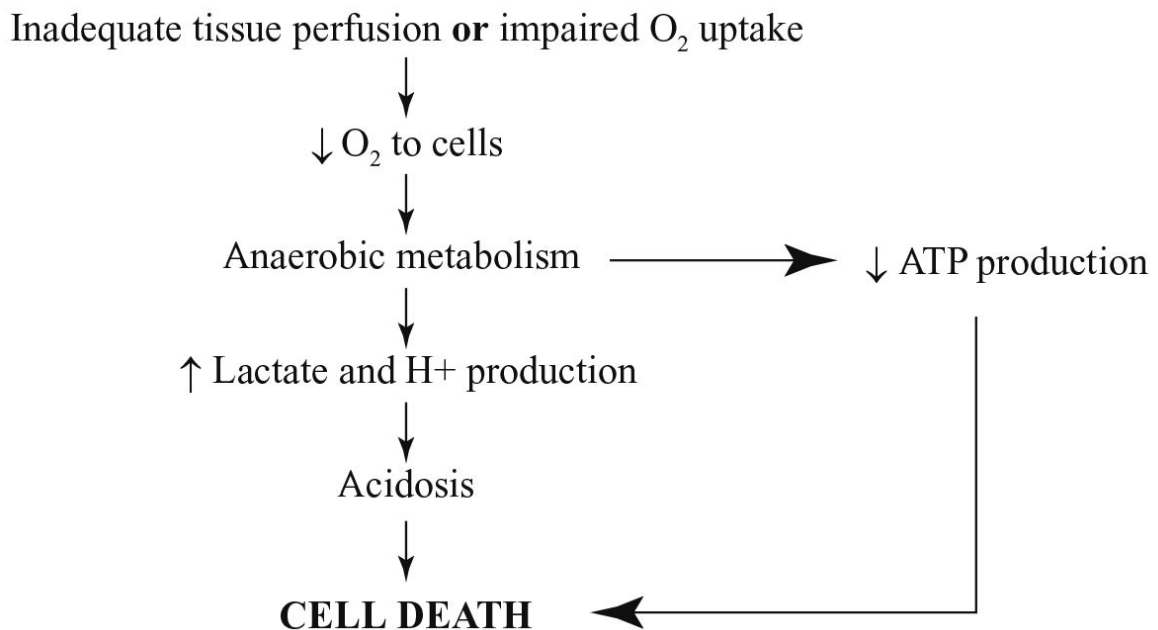 Inadequate tissue perfusion or impaired O₂ uptake
↓ O₂ to cells
Anaerobic metabolism
↓ ATP production
↑ Lactate and H+ production
Acidosis
CELL DEATH